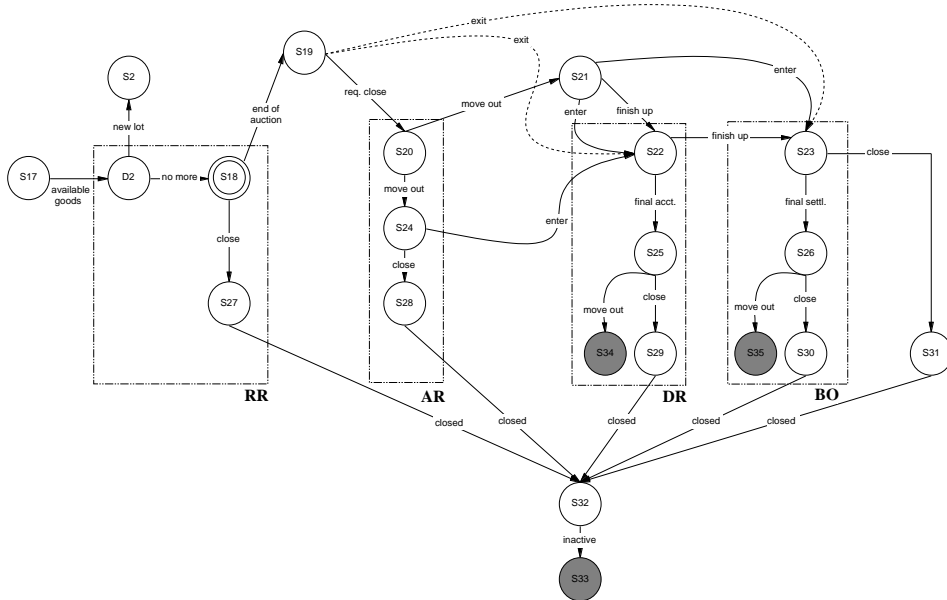 exit
S19
exit
S2
S21
enter
req. close
move out
end of
auction
enter
finish up
new lot
finish up
S20
S22
S23
close
S17
D2
no more
S18
available
goods
move out
final acct.
final settl.
enter
S24
close
close
S25
S26
S27
S28
move out
close
move out
close
S34
S29
S35
S30
S31
RR
AR
DR
BO
closed
closed
closed
closed
closed
S32
inactive
S33